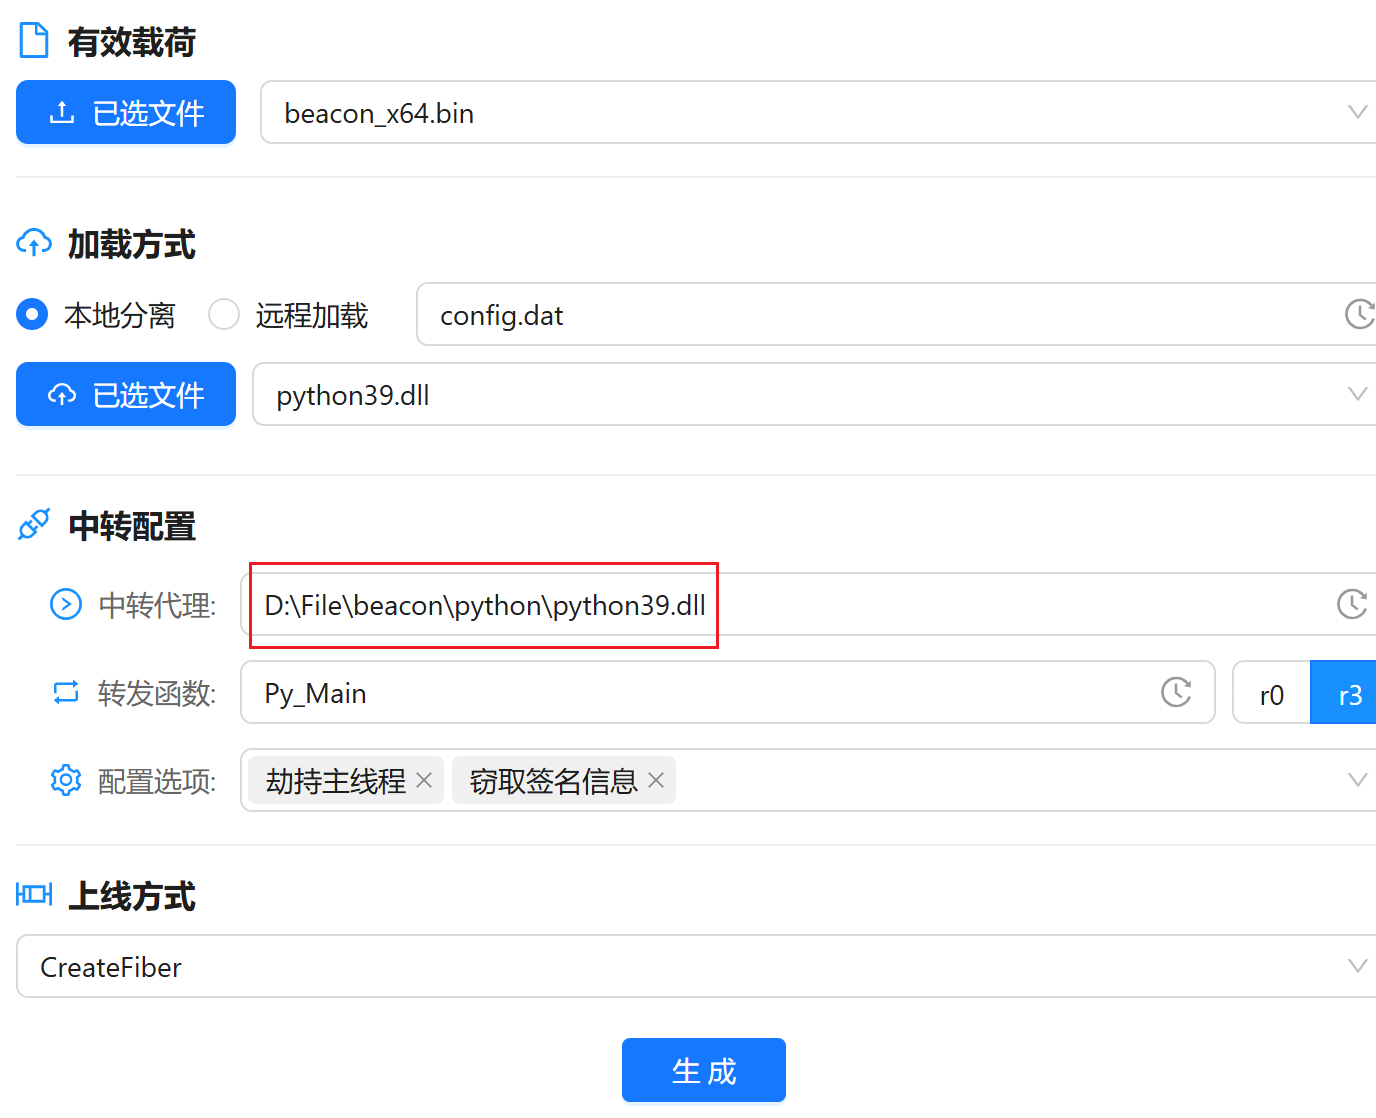 有效载荷
已选文件 beacon_x64.bin
加载方式
本地分离 远程加载 config.dat
已选文件 python39.dll
中转配置
中转代理: D:\File\beacon\python\python39.dll
转发函数: Py_Main r0 r3
配置选项: 劫持主线程 窃取签名信息
上线方式
CreateFiber
生 成